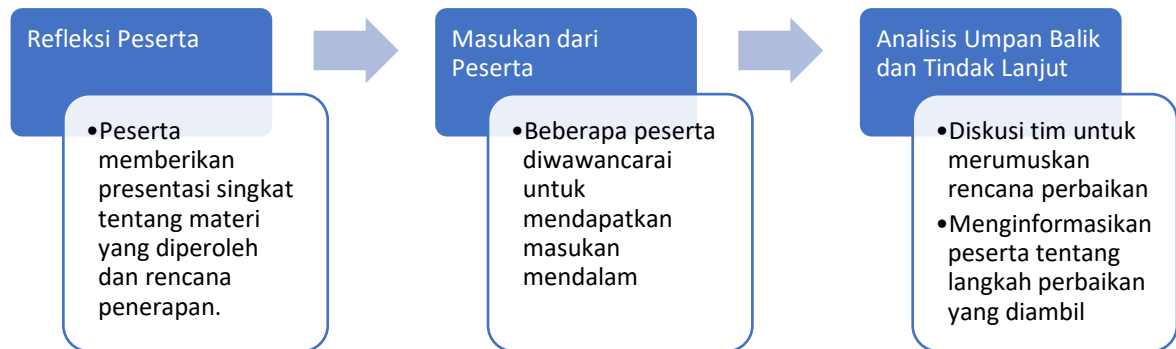 Refleksi Peserta
•Peserta
memberikan
presentasi singkat
tentang materi
yang diperoleh
dan rencana
penerapan.
Masukan dari
Peserta
•Beberapa peserta
diwawancarai
untuk
mendapatkan
masukan
mendalam
Analisis Umpan Balik
dan Tindak Lanjut
•Diskusi tim untuk
merumuskan
rencana perbaikan
•Menginformasikan
peserta tentang
langkah perbaikan
yang diambil